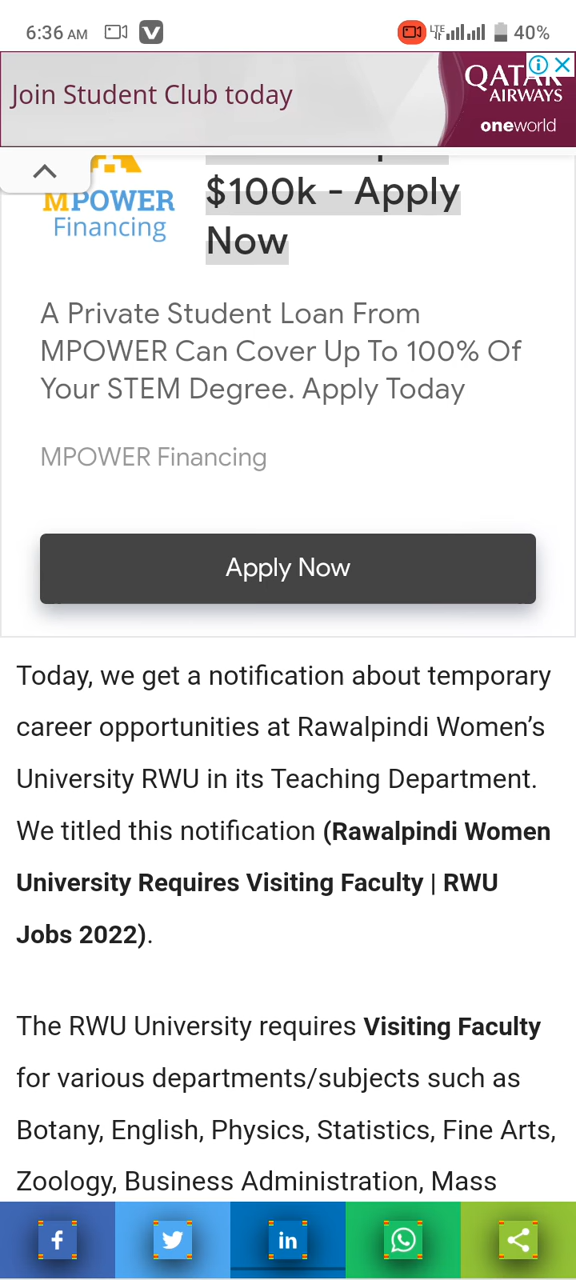 6:36 AM V LTE 40%
Join Student Club today
QATAR
AIRWAYS
oneworld
MPOWER
Financing
$100k - Apply
Now
A Private Student Loan From
MPOWER Can Cover Up To 100% Of
Your STEM Degree. Apply Today
MPOWER Financing
Apply Now
Today, we get a notification about temporary
career opportunities at Rawalpindi Women’s
University RWU in its Teaching Department.
We titled this notification (Rawalpindi Women
University Requires Visiting Faculty | RWU
Jobs 2022).
The RWU University requires Visiting Faculty
for various departments/subjects such as
Botany, English, Physics, Statistics, Fine Arts,
Zoology, Business Administration, Mass
f in